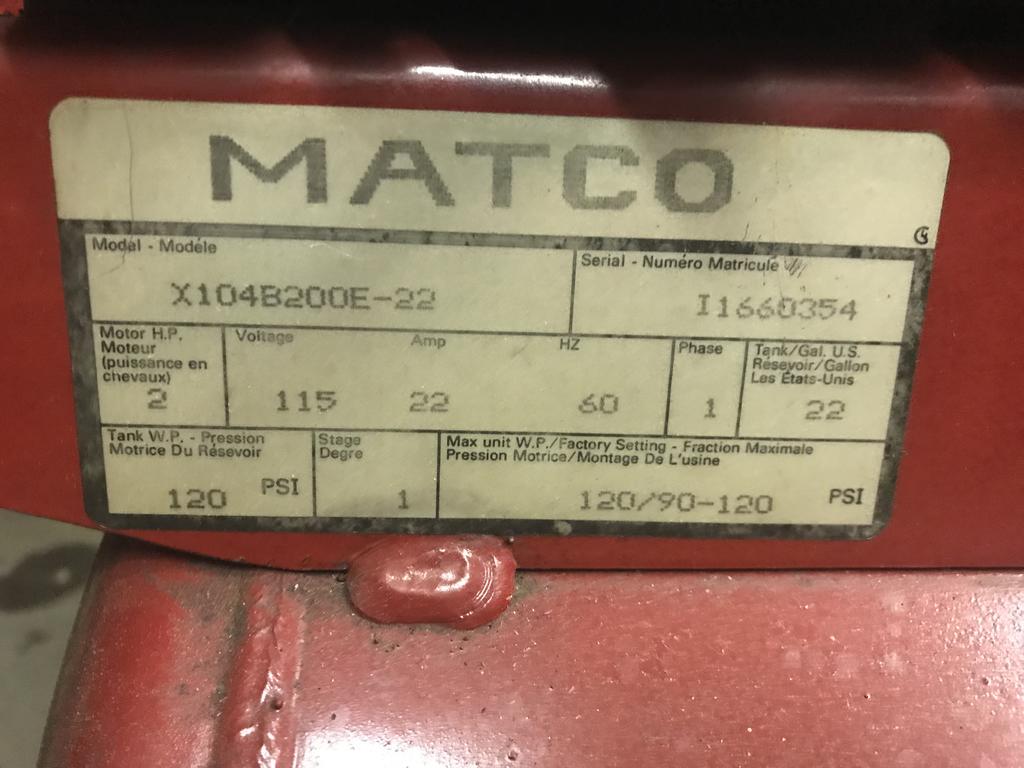 MATCO
Model - Modéle
X104B200E-22
Serial - Numéro Matricule
I1660354
Motor H.P.
Moteur
(puissance en
chevaux)
2
Voltage Amp HZ
115 22 60
Phase
1
Tank/Gal. U.S.
Résevoir/Gallon
Les États-Unis
22
Tank W.P. - Pression
Motrice Du Résevoir
120 PSI
Stage
Degre
1
Max unit W.P./Factory Setting - Fraction Maximale
Pression Motrice/Montage De L'usine
120/90-120 PSI